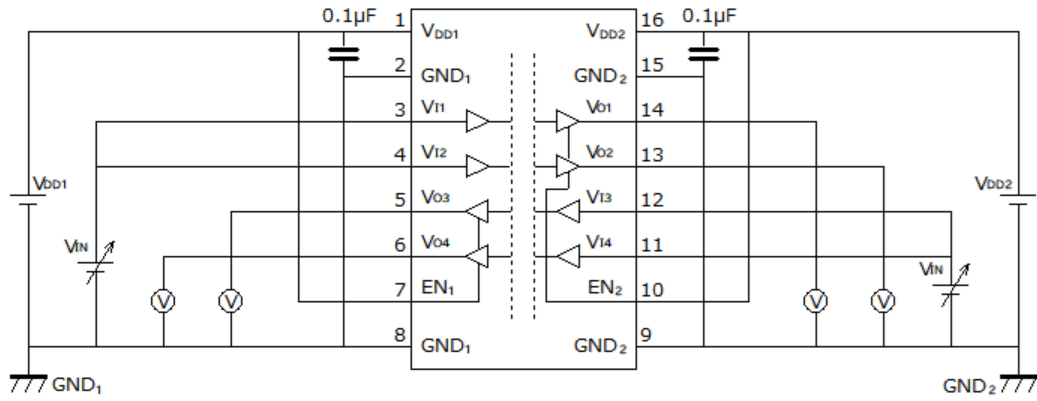 0.1µF 1 VDD1 VDD2 16 0.1µF
2 GND1 GND2 15
3 VI1 VO1 14
4 VI2 VO2 13
VDD1 VDD2
5 VO3 VI3 12
6 VO4 VI4 11
VIN VIN
7 EN1 EN2 10
V V V V
8 GND1 GND2 9
GND1 GND2